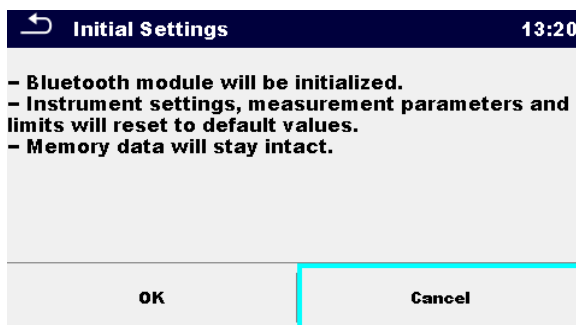 Initial Settings 13:20
– Bluetooth module will be initialized.
– Instrument settings, measurement parameters and
limits will reset to default values.
– Memory data will stay intact.
OK Cancel